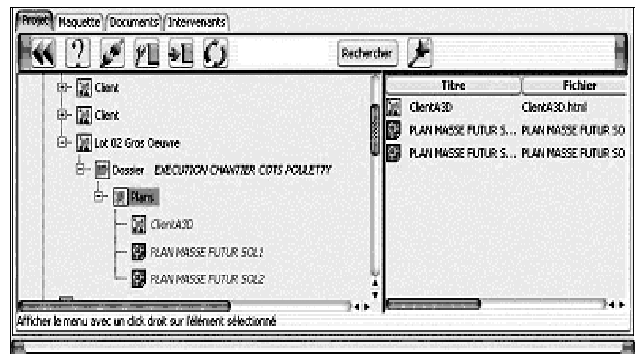 Projet Maquette Documents Intervenants
Rechercher
Client
Client
Lot 02 Gros Oeuvre
Dossier EXECUTION CHANTIER COTS POULETTY
Plans
ClientA3D
PLAN MASSE FUTUR SOL1
PLAN MASSE FUTUR SOL2
Titre Fichier
ClientA3D ClientA3D.html
PLAN MASSE FUTUR S... PLAN MASSE FUTUR SO
PLAN MASSE FUTUR S... PLAN MASSE FUTUR SO
Afficher le menu avec un click droit sur l'élément sélectionné